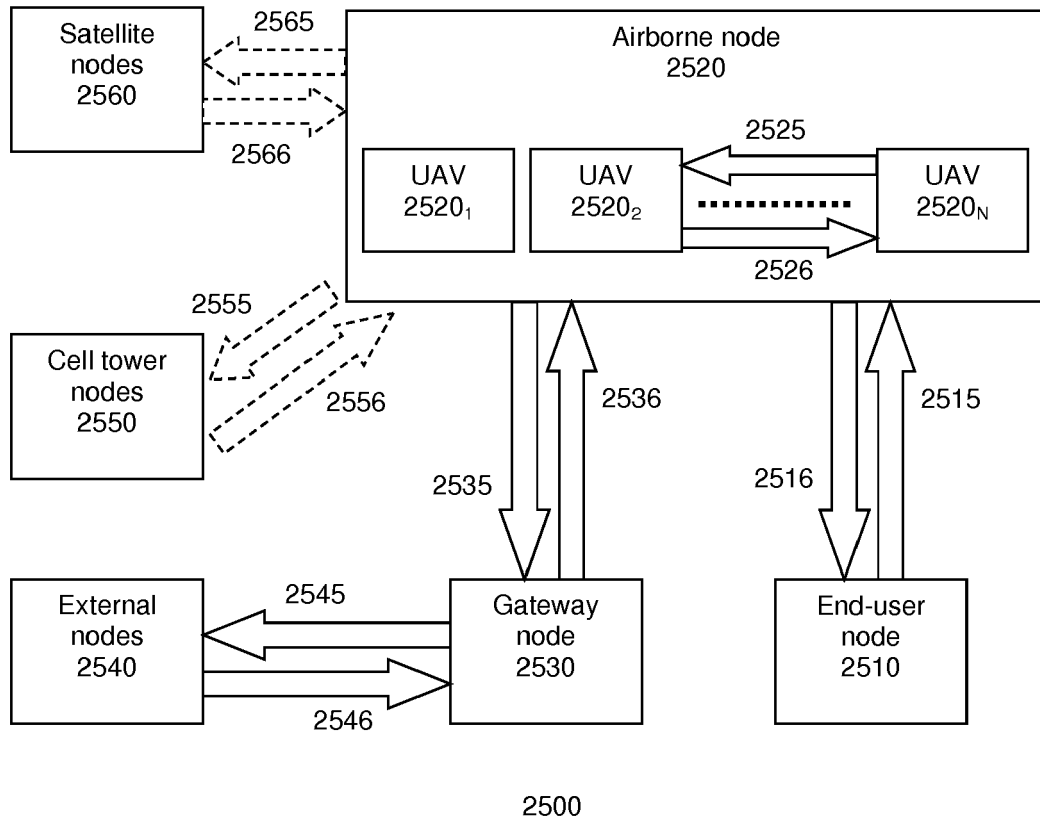 Satellite
nodes
2560
2565
2566
Airborne node
2520
UAV
2520₁
UAV
2520₂
2525
2526
UAV
2520N
2555
2556
Cell tower
nodes
2550
2535
2536
2516
2515
External
nodes
2540
2545
2546
Gateway
node
2530
End-user
node
2510
2500